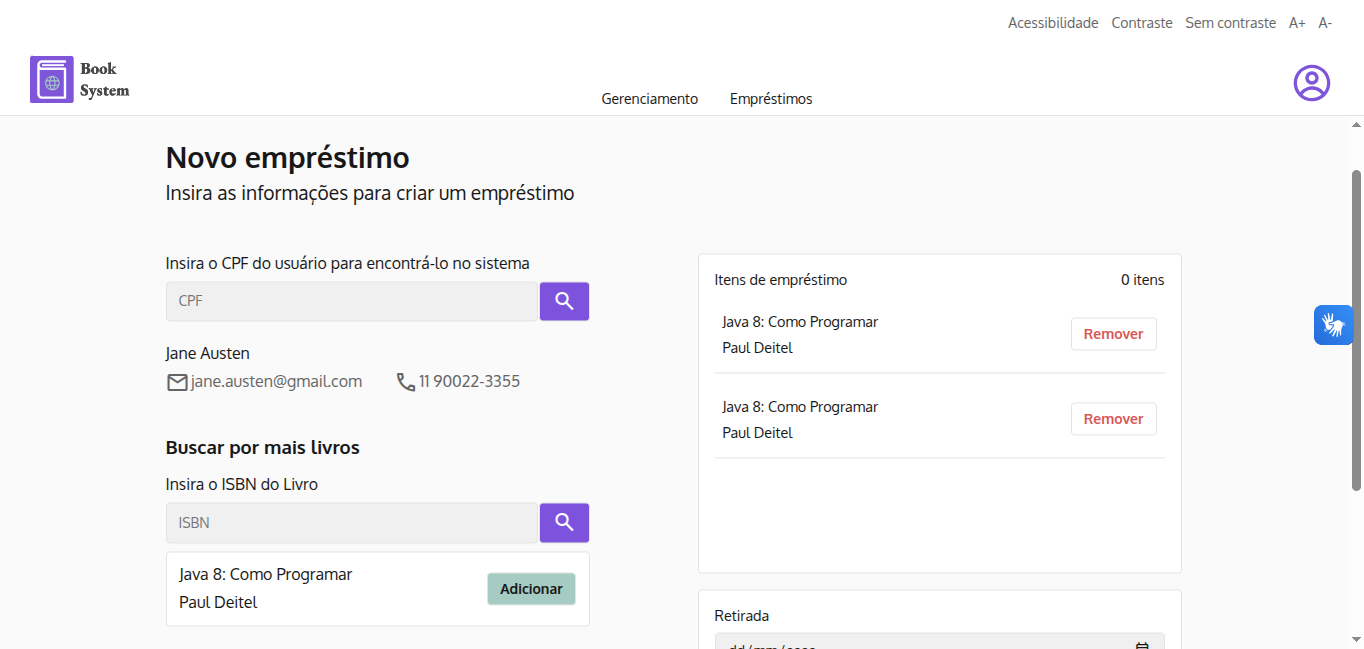 Acessibilidade Contraste Sem contraste A+ A-
Book
System
Gerenciamento Empréstimos
Novo empréstimo
Insira as informações para criar um empréstimo
Insira o CPF do usuário para encontrá-lo no sistema
CPF
Jane Austen
jane.austen@gmail.com 11 90022-3355
Buscar por mais livros
Insira o ISBN do Livro
ISBN
Java 8: Como Programar
Paul Deitel
Adicionar
Itens de empréstimo 0 itens
Java 8: Como Programar
Paul Deitel
Remover
Java 8: Como Programar
Paul Deitel
Remover
Retirada
dd/mm/aaaa